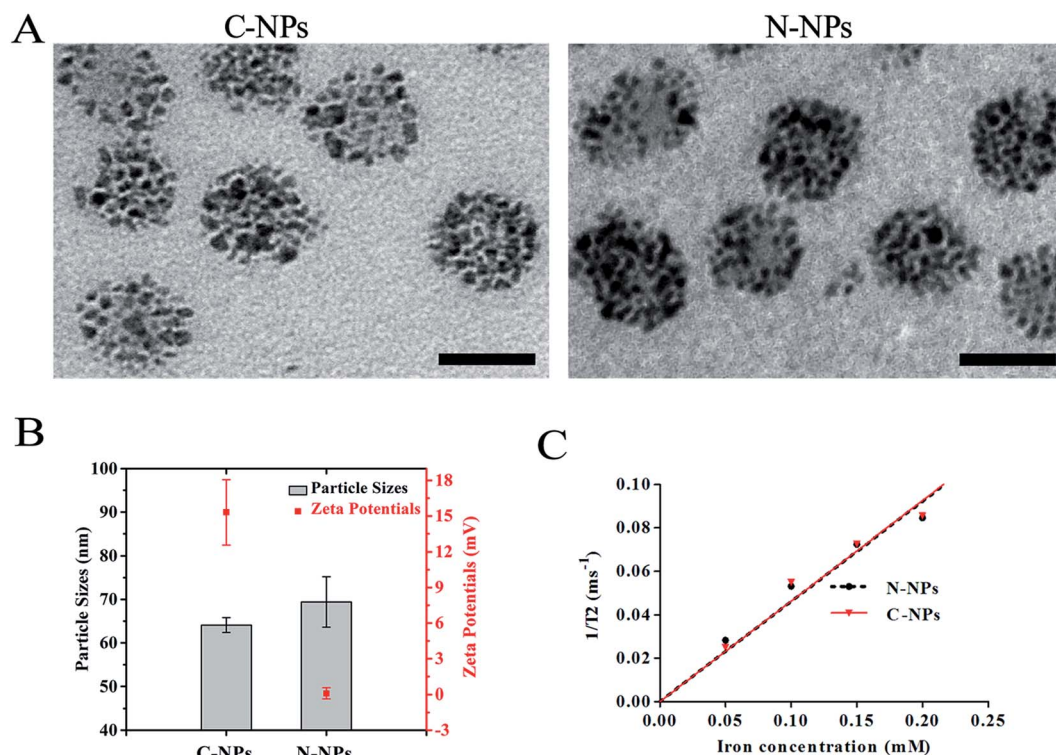 A
C-NPs
N-NPs
B
Particle Sizes (nm)
100
90
80
70
60
50
40
Particle Sizes
Zeta Potentials
18
15
12
9
6
3
0
-3
Zeta Potentials (mV)
C-NPs
N-NPs
C
1/T2 (ms⁻¹)
0.10
0.08
0.06
0.04
0.02
0.00
N-NPs
C-NPs
0.00 0.05 0.10 0.15 0.20 0.25
Iron concentration (mM)